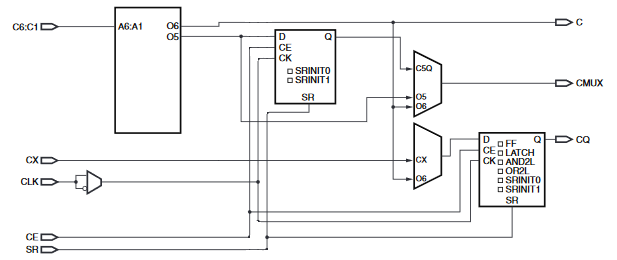 C6:C1
A6:A1
O6
O5
C
D
CE
CK
Q
SRINIT0
SRINIT1
SR
C5Q
O5
O6
CMUX
CX
CX
O6
D
CE
CK
Q
FF
LATCH
AND2L
OR2L
SRINIT0
SRINIT1
SR
CQ
CLK
CE
SR